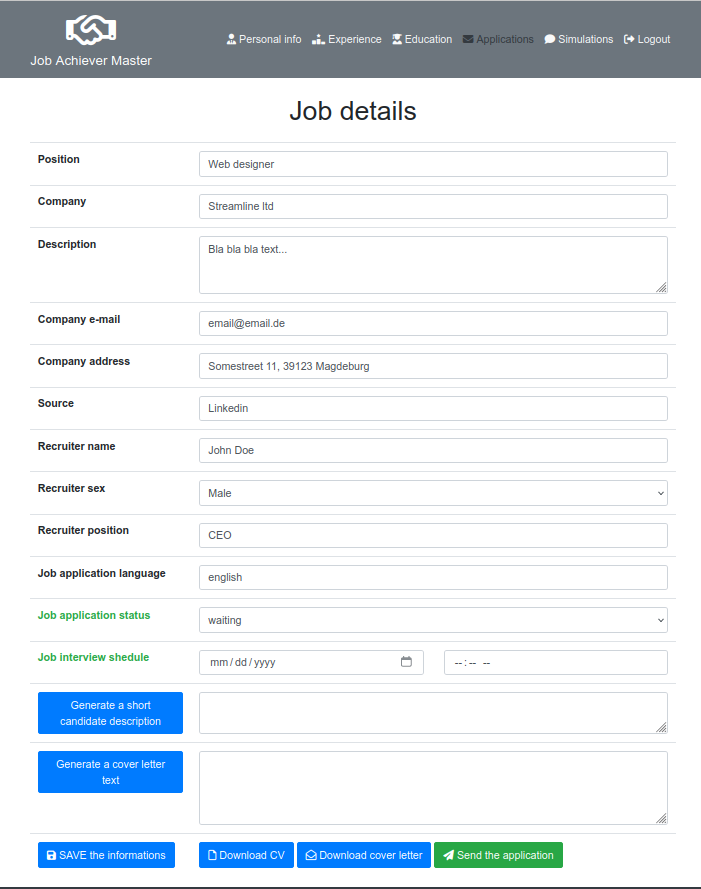 Job Achiever Master
Personal info Experience Education Applications Simulations Logout
Job details
Position Web designer
Company Streamline ltd
Description Bla bla bla text...
Company e-mail email@email.de
Company address Somestreet 11, 39123 Magdeburg
Source Linkedin
Recruiter name John Doe
Recruiter sex Male
Recruiter position CEO
Job application language english
Job application status waiting
Job interview shedule mm/dd/yyyy --:-- --
Generate a short
candidate description
Generate a cover letter
text
SAVE the informations Download CV Download cover letter Send the application